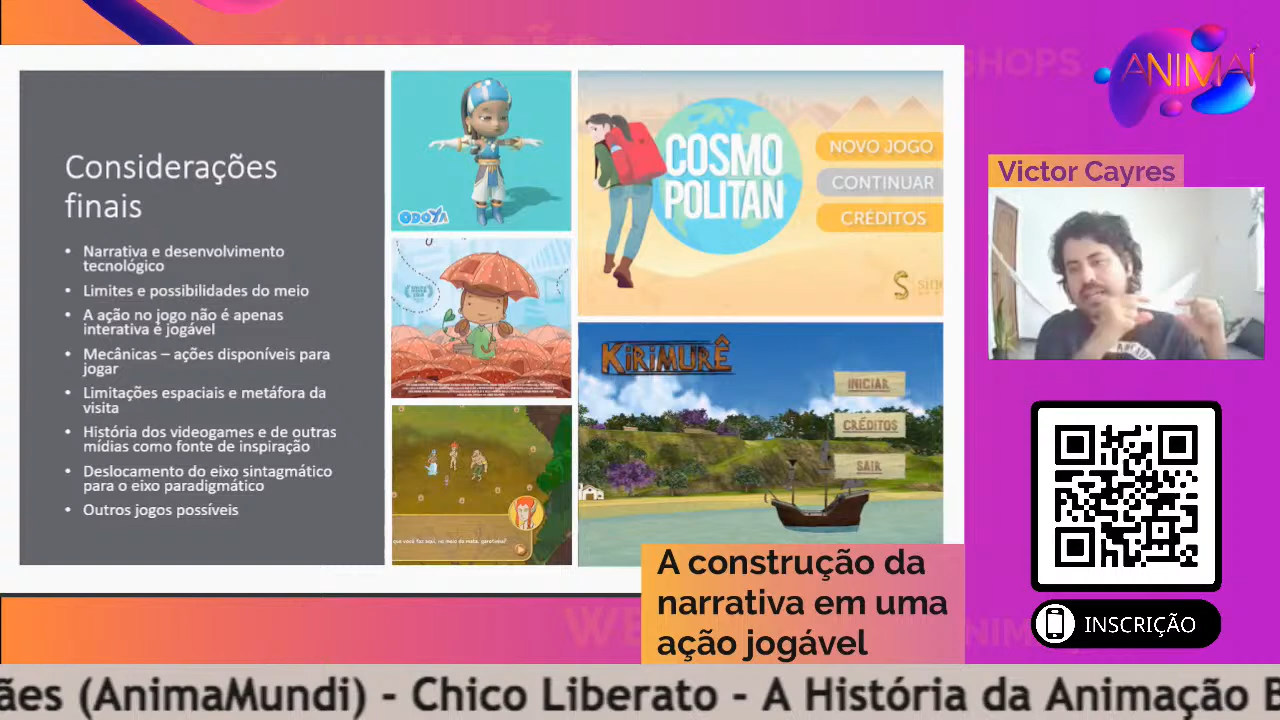 ANIMAÍ
Considerações
finais
• Narrativa e desenvolvimento
tecnológico
• Limites e possibilidades do meio
• A ação no jogo não é apenas
interativa é jogável
• Mecânicas – ações disponíveis para
jogar
• Limitações espaciais e metáfora da
visita
• História dos videogames e de outras
mídias como fonte de inspiração
• Deslocamento do eixo sintagmático
para o eixo paradigmático
• Outros jogos possíveis
ODOYA
COSMO
POLITAN
NOVO JOGO
CONTINUAR
CRÉDITOS
KIRIMURÊ
INICIAR
CRÉDITOS
SAIR
Victor Cayres
INSCRIÇÃO
A construção da
narrativa em uma
ação jogável
ães (AnimaMundi) - Chico Liberato - A História da Animação B